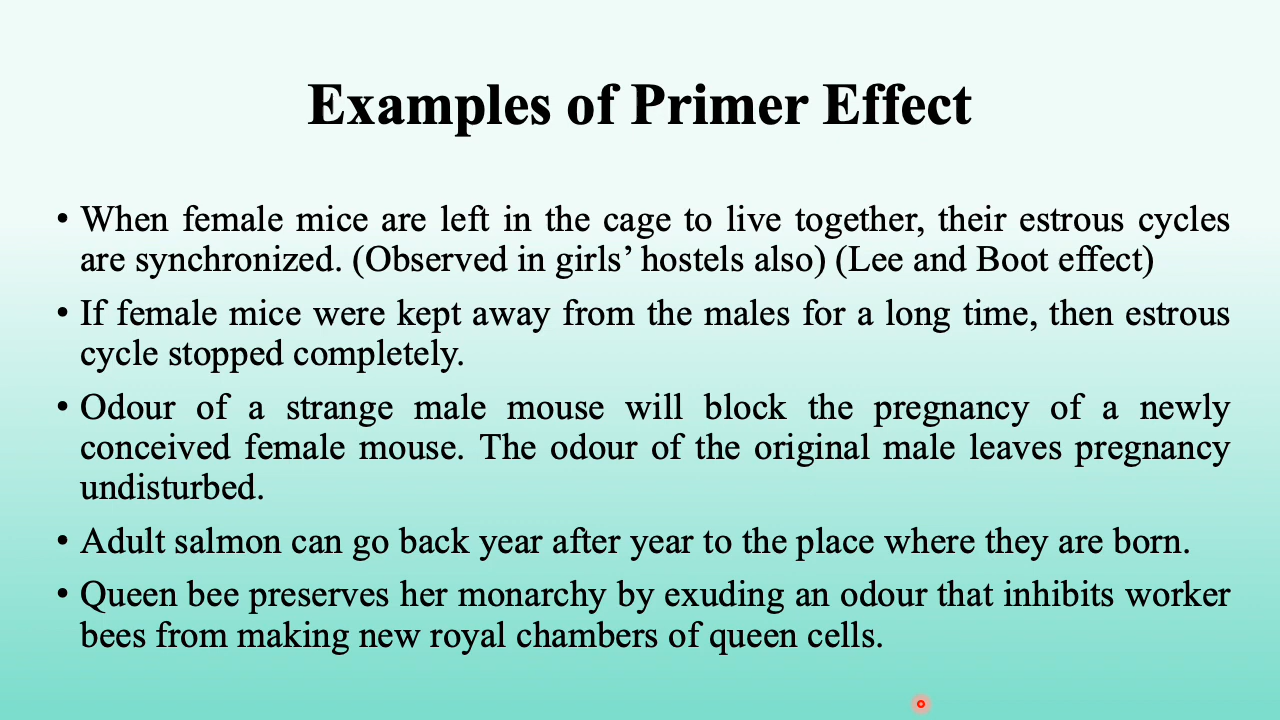 Examples of Primer Effect
• When female mice are left in the cage to live together, their estrous cycles
are synchronized. (Observed in girls’ hostels also) (Lee and Boot effect)
• If female mice were kept away from the males for a long time, then estrous
cycle stopped completely.
• Odour of a strange male mouse will block the pregnancy of a newly
conceived female mouse. The odour of the original male leaves pregnancy
undisturbed.
• Adult salmon can go back year after year to the place where they are born.
• Queen bee preserves her monarchy by exuding an odour that inhibits worker
bees from making new royal chambers of queen cells.